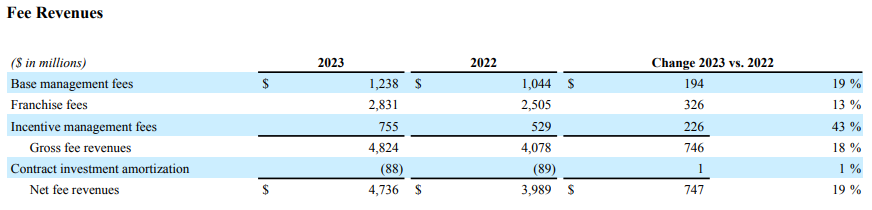 Fee Revenues
($ in millions) 2023 2022 Change 2023 vs. 2022
Base management fees $ 1,238 $ 1,044 $ 194 19 %
Franchise fees 2,831 2,505 326 13 %
Incentive management fees 755 529 226 43 %
Gross fee revenues 4,824 4,078 746 18 %
Contract investment amortization (88) (89) 1 1 %
Net fee revenues $ 4,736 $ 3,989 $ 747 19 %